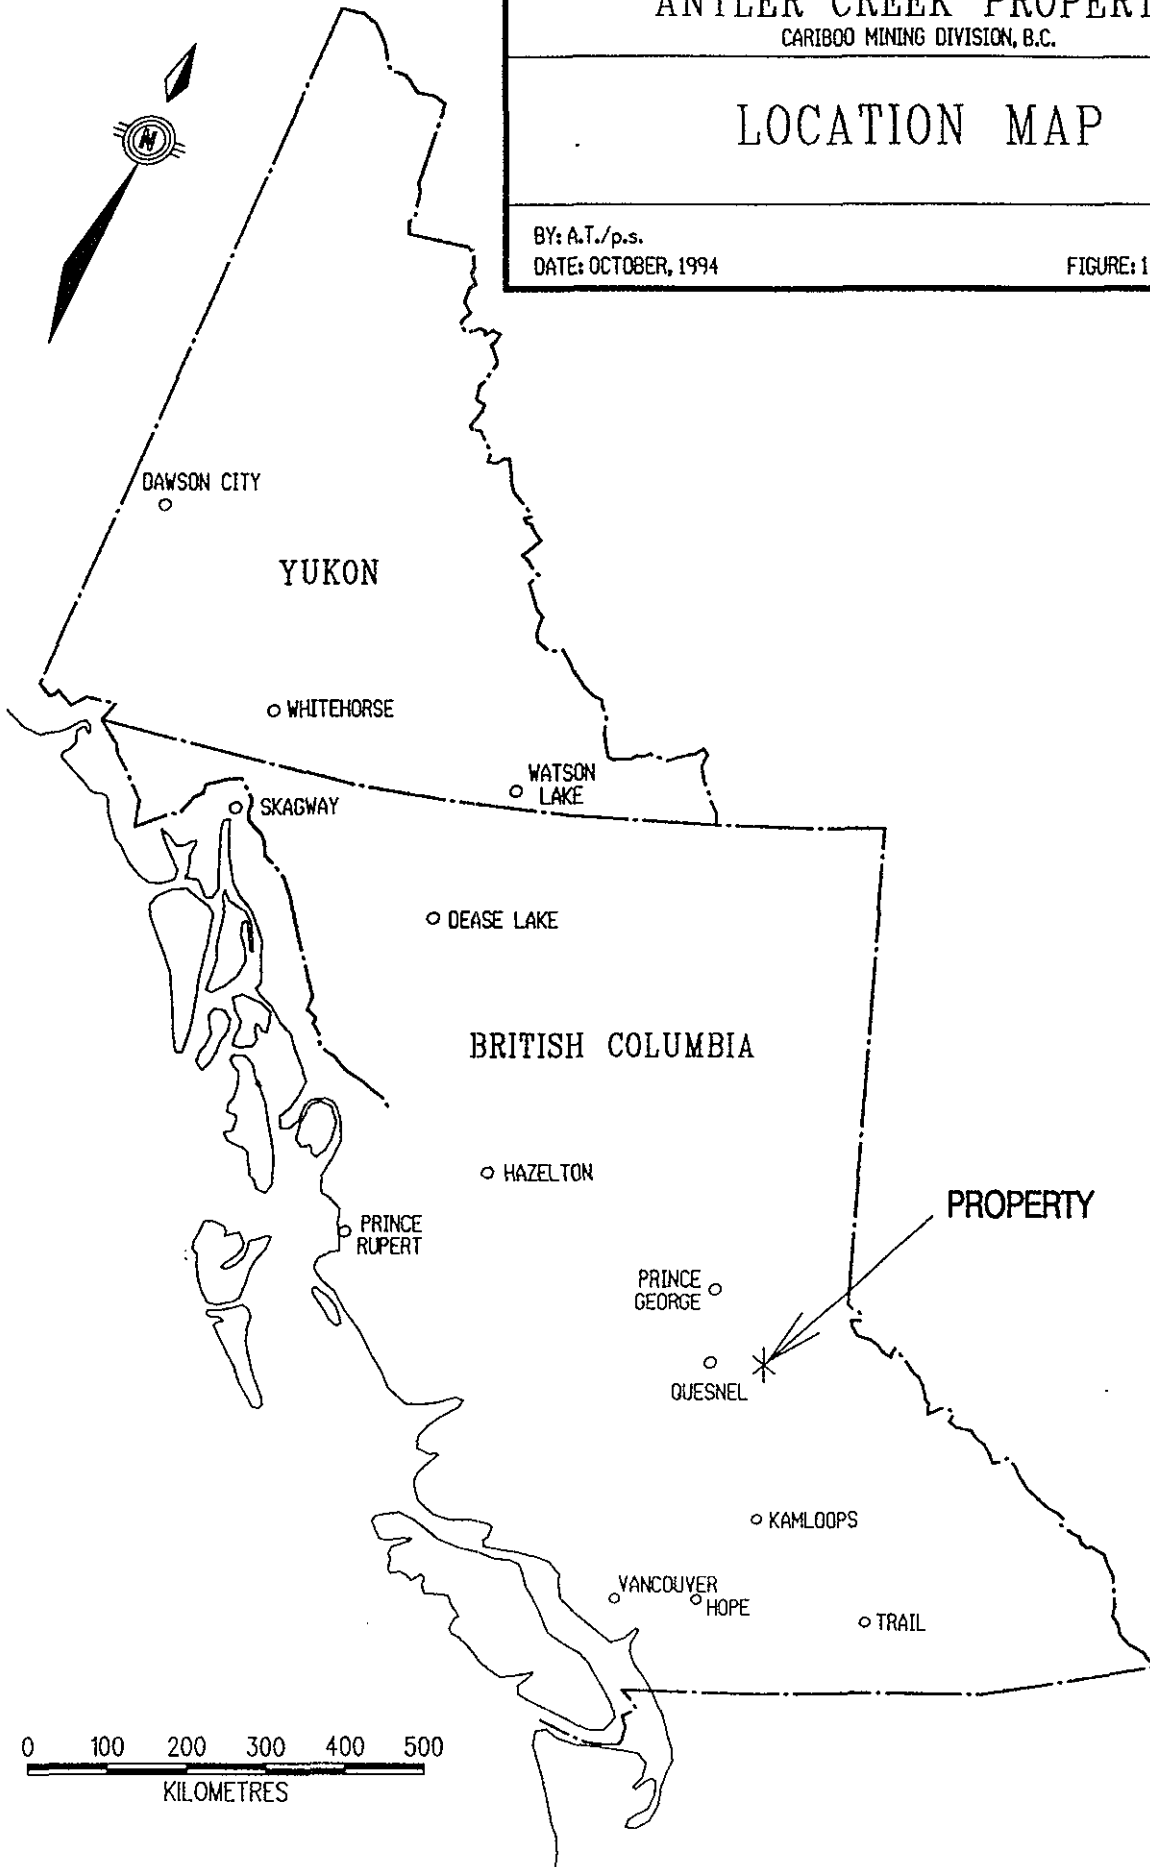 ANTLER CREEK
CARIBOO MINING DIVISION, B.C.
LOCATION MAP
BY: A.T./p.s.
DATE: OCTOBER, 1994
FIGURE: 1
N
DAWSON CITY
YUKON
WHITEHORSE
WATSON
LAKE
SKAGWAY
DEASE LAKE
BRITISH COLUMBIA
HAZELTON
PROPERTY
PRINCE
RUPERT
PRINCE
GEORGE
QUESNEL
KAMLOOPS
VANCOUVER
HOPE
TRAIL
0 100 200 300 400 500
KILOMETRES